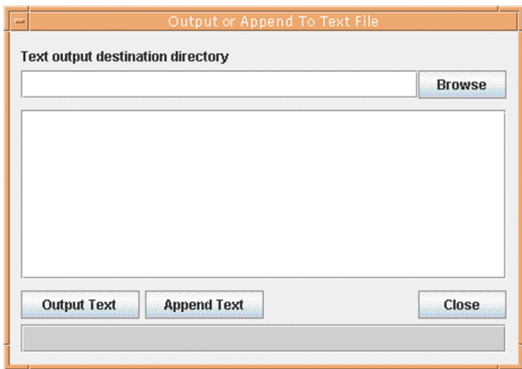 Output or Append To Text File
Text output destination directory
Browse
Output Text Append Text Close